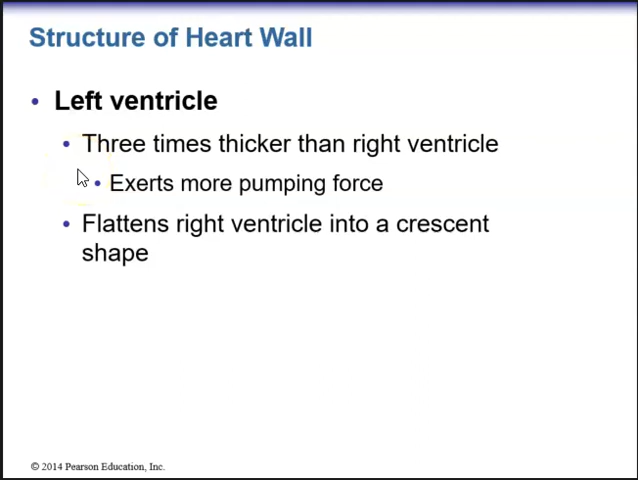 Structure of Heart Wall
• Left ventricle
• Three times thicker than right ventricle
• Exerts more pumping force
• Flattens right ventricle into a crescent
shape
© 2014 Pearson Education, Inc.